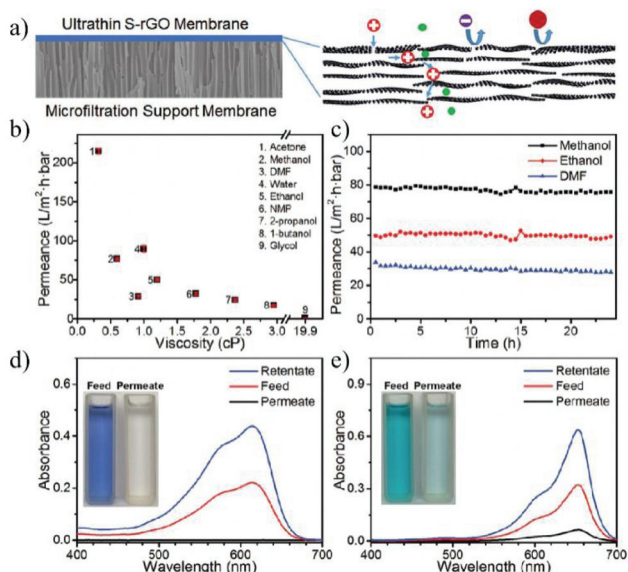 a)
Ultrathin S-rGO Membrane
Microfiltration Support Membrane
+
−
+
+
+
b)
Permeance (L/m²·h·bar)
200
150
100
50
0
1
2
3
4
5
6
7
8
9
1. Acetone
2. Methanol
3. DMF
4. Water
5. Ethanol
6. NMP
7. 2-propanol
8. 1-butanol
9. Glycol
0.0 0.5 1.0 1.5 2.0 2.5 3.0 19.9
Viscosity (cP)
c)
Permeance (L/m²·h·bar)
100
80
60
40
20
0
Methanol
Ethanol
DMF
0 5 10 15 20
Time (h)
d)
Absorbance
0.6
0.4
0.2
0.0
Feed Permeate
Retentate
Feed
Permeate
400 500 600 700
Wavelength (nm)
e)
Absorbance
0.9
0.6
0.3
0.0
Feed Permeate
Retentate
Feed
Permeate
400 500 600 700
Wavelength (nm)